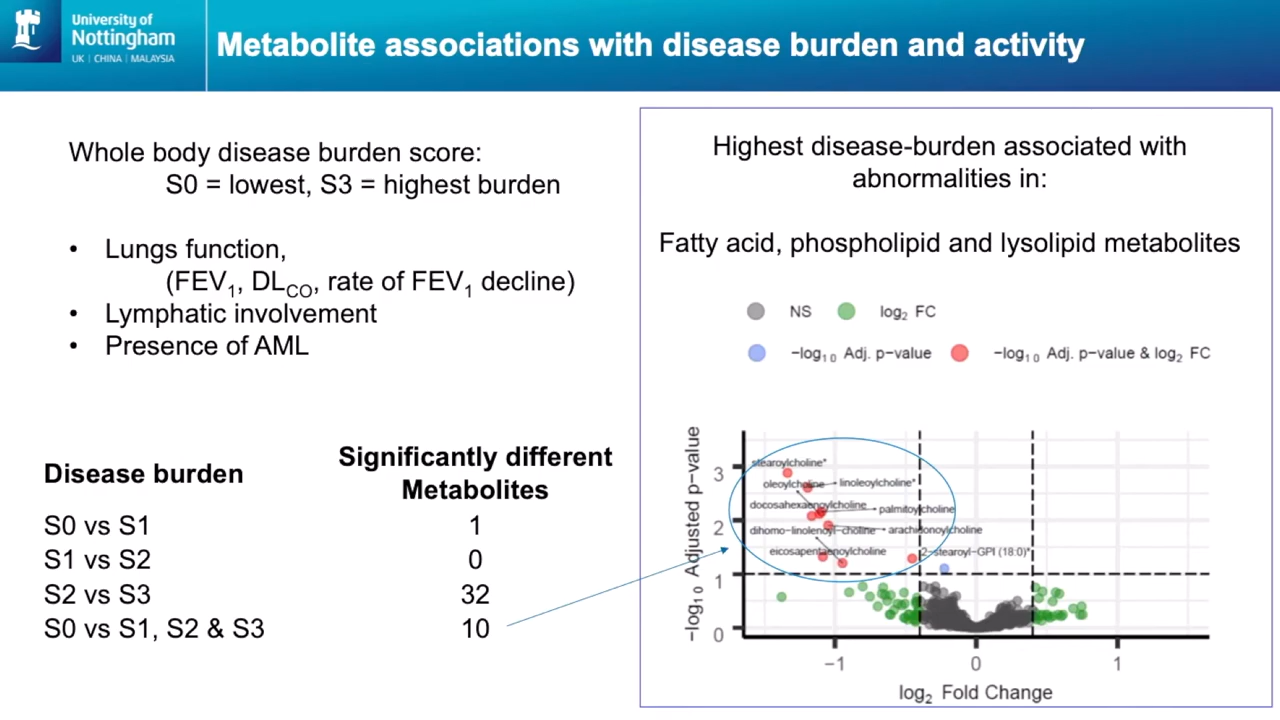 University of
Nottingham
UK | CHINA | MALAYSIA
Metabolite associations with disease burden and activity
Whole body disease burden score:
S0 = lowest, S3 = highest burden
• Lungs function,
(FEV1, DLCO, rate of FEV1 decline)
• Lymphatic involvement
• Presence of AML
Disease burden
Significantly different
Metabolites
S0 vs S1 1
S1 vs S2 0
S2 vs S3 32
S0 vs S1, S2 & S3 10
Highest disease-burden associated with
abnormalities in:
Fatty acid, phospholipid and lysolipid metabolites
NS
log2 FC
−log10 Adj. p−value
−log10 Adj. p−value & log2 FC
−log10 Adjusted p−value
3
2
1
0
stearoylcholine*
oleoylcholine
linoleoylcholine*
docosahexaenoylcholine
palmitoylcholine
dihomo−linolenoyl−choline
arachidonoylcholine
eicosapentaenoylcholine
2−stearoyl−GPI (18:0)*
−1
0
1
log2 Fold Change